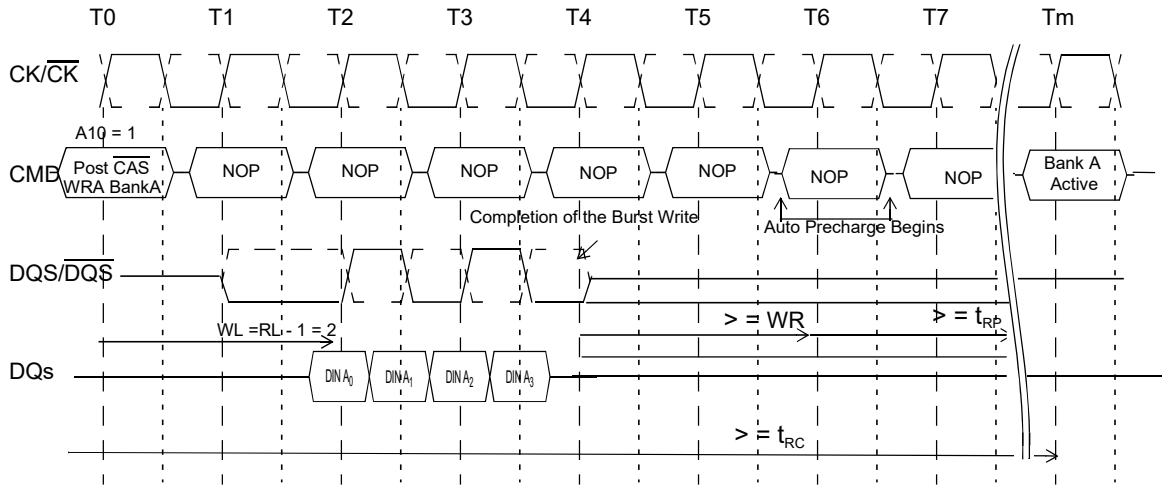 T0 T1 T2 T3 T4 T5 T6 T7 Tm
CK/CK
A10 = 1
CMD
Post CAS
WRA BankA
NOP NOP NOP NOP NOP NOP NOP
Bank A
Active
Completion of the Burst Write
Auto Precharge Begins
DQS/DQS
WL =RL - 1 = 2
> = WR
> = tRP
DQs
DIN A0 DIN A1 DIN A2 DIN A3
> = tRC